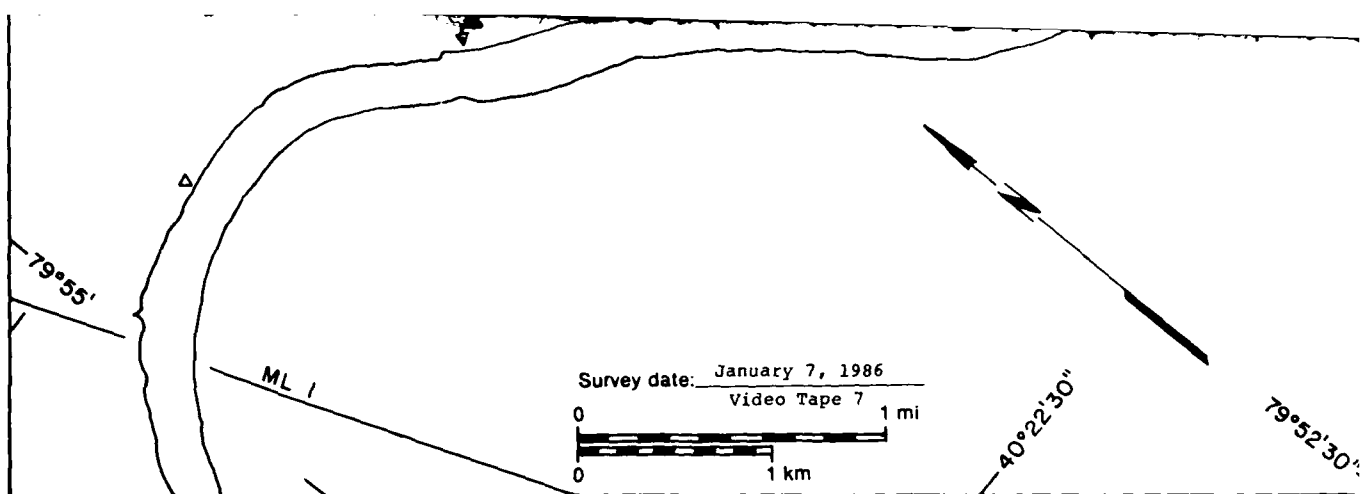 79°55'
ML 1
Survey date: January 7, 1986
Video Tape 7
0 1 mi
0 1 km
N
40°22'30"
79°52'30"